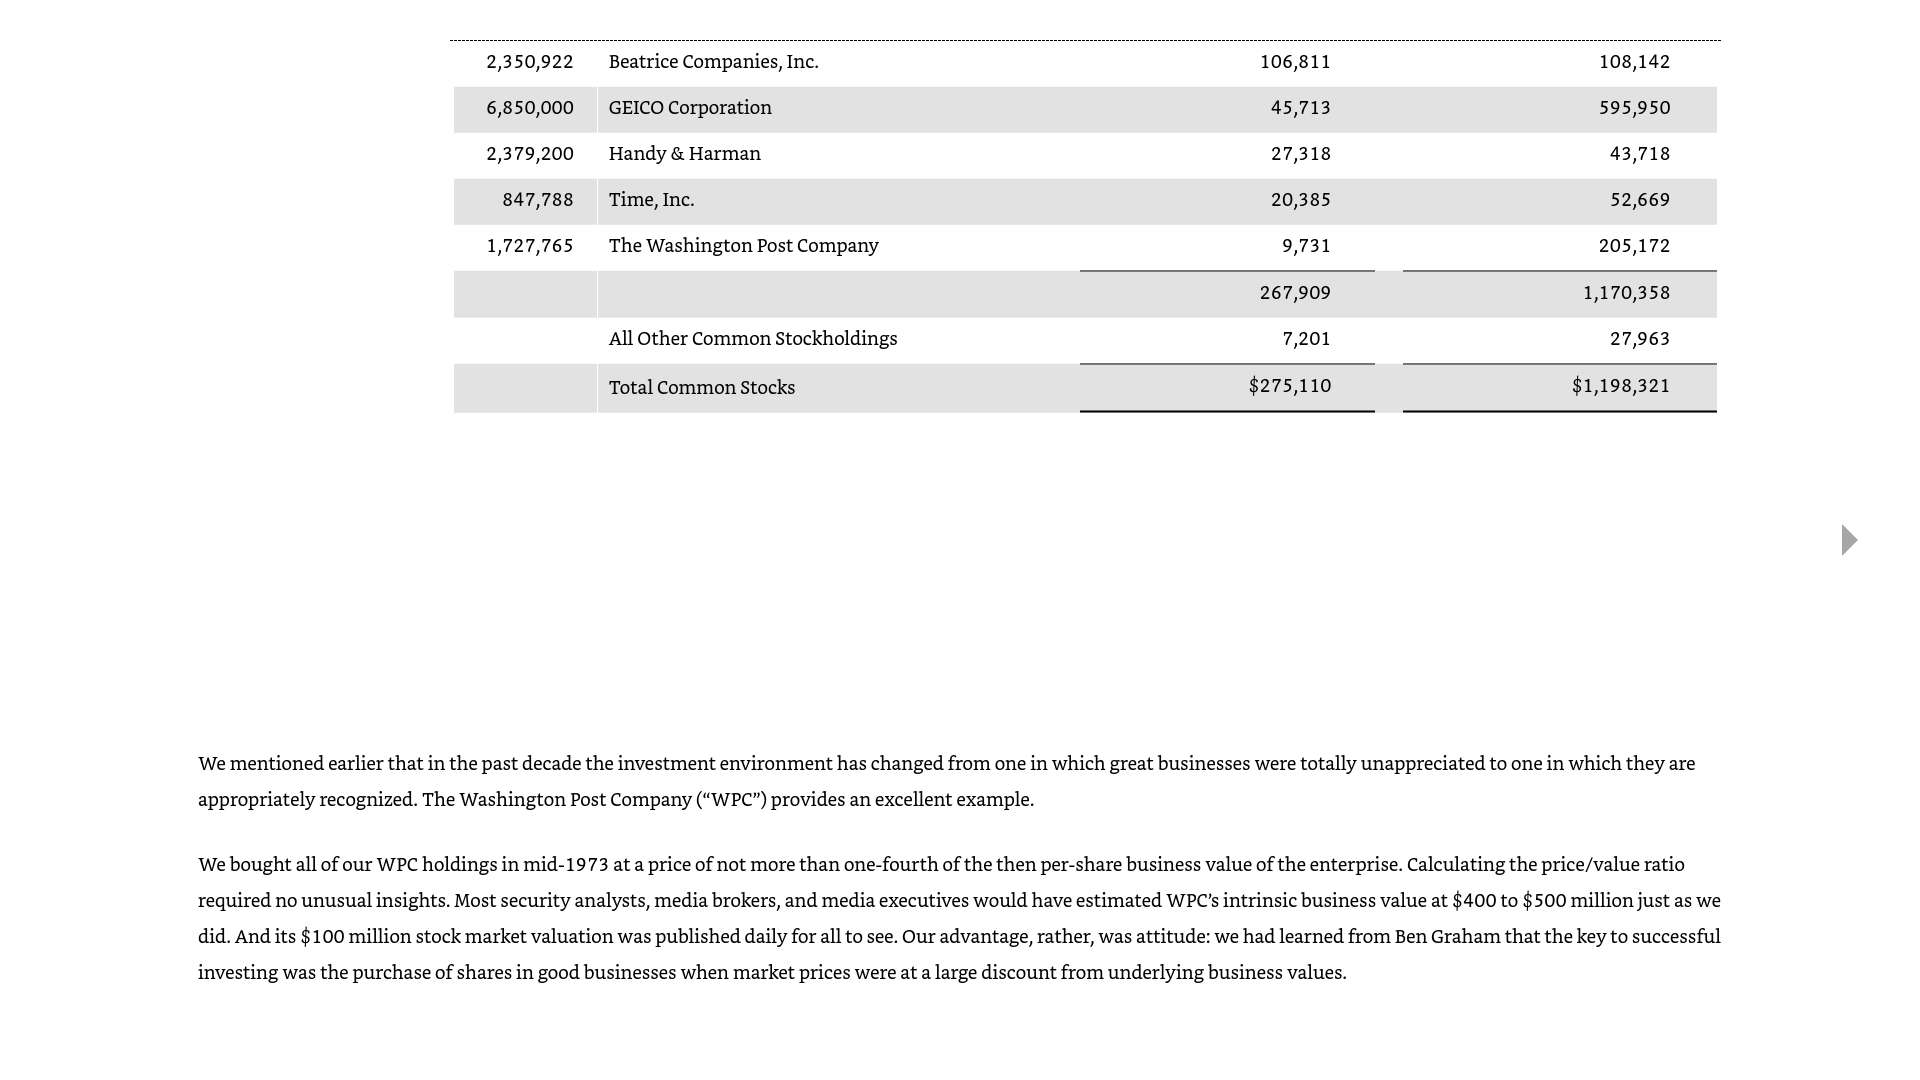 2,350,922 Beatrice Companies, Inc. 106,811 108,142
6,850,000 GEICO Corporation 45,713 595,950
2,379,200 Handy & Harman 27,318 43,718
847,788 Time, Inc. 20,385 52,669
1,727,765 The Washington Post Company 9,731 205,172
267,909 1,170,358
All Other Common Stockholdings 7,201 27,963
Total Common Stocks $275,110 $1,198,321
We mentioned earlier that in the past decade the investment environment has changed from one in which great businesses were totally unappreciated to one in which they are
appropriately recognized. The Washington Post Company (“WPC”) provides an excellent example.
We bought all of our WPC holdings in mid-1973 at a price of not more than one-fourth of the then per-share business value of the enterprise. Calculating the price/value ratio
required no unusual insights. Most security analysts, media brokers, and media executives would have estimated WPC’s intrinsic business value at $400 to $500 million just as we
did. And its $100 million stock market valuation was published daily for all to see. Our advantage, rather, was attitude: we had learned from Ben Graham that the key to successful
investing was the purchase of shares in good businesses when market prices were at a large discount from underlying business values.